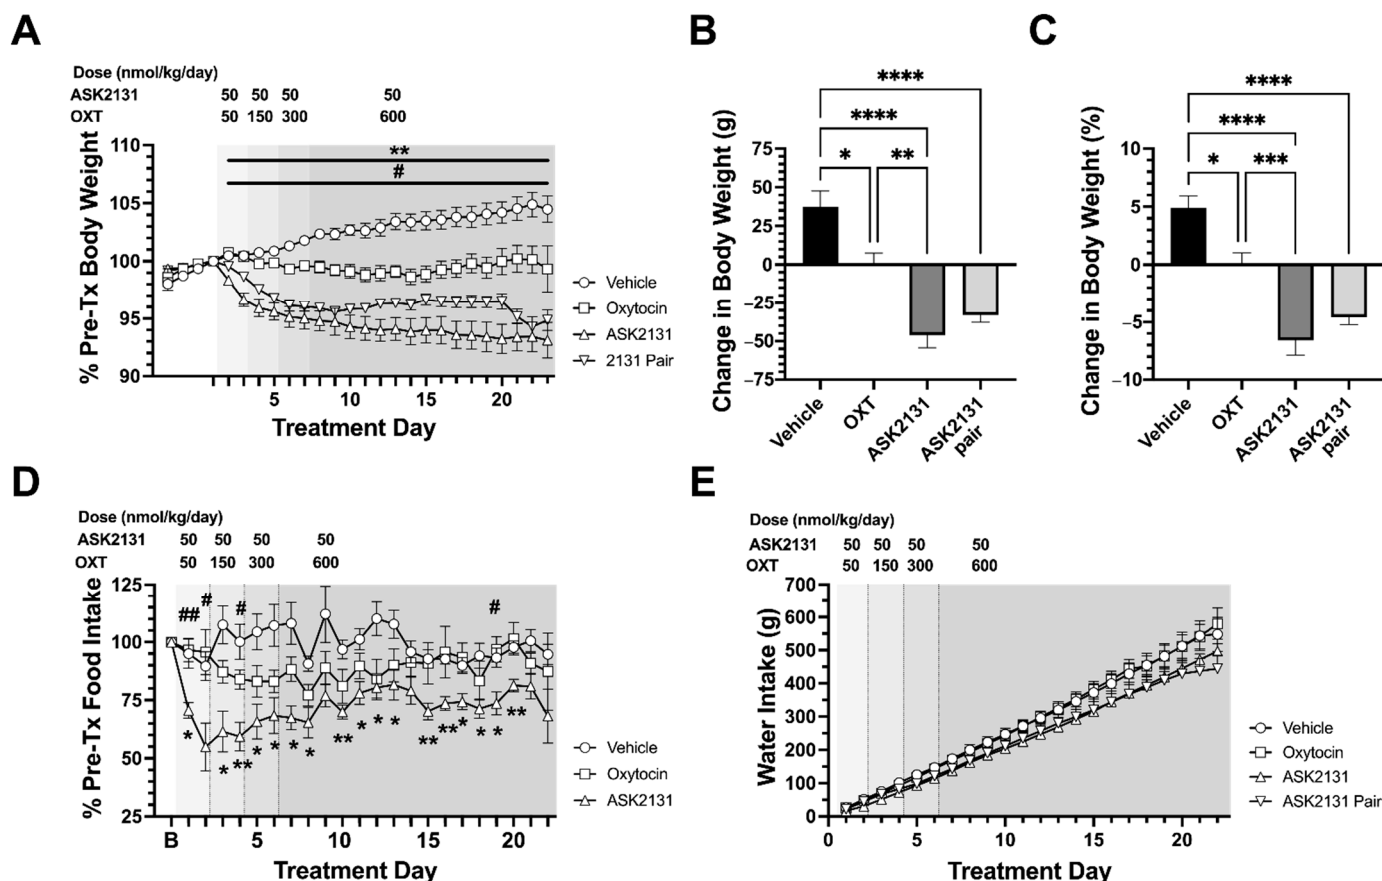 A
Dose (nmol/kg/day)
ASK2131 50 50 50 50
OXT 50 150 300 600
% Pre-Tx Body Weight
110
105
100
95
90
**
#
5 10 15 20
Treatment Day
Vehicle
Oxytocin
ASK2131
2131 Pair
B
Change in Body Weight (g)
75
50
25
0
−25
−50
−75
****
****
* **
Vehicle
OXT
ASK2131
ASK2131
pair
C
Change in Body Weight (%)
10
5
0
−5
−10
****
****
* ***
Vehicle
OXT
ASK2131
ASK2131
pair
D
Dose (nmol/kg/day)
ASK2131 50 50 50 50
OXT 50 150 300 600
% Pre-Tx Food Intake
125
100
75
50
25
## # # #
* * ** * * * * ** * * * ** ** * * * **
B 5 10 15 20
Treatment Day
Vehicle
Oxytocin
ASK2131
E
Dose (nmol/kg/day)
ASK2131 50 50 50 50
OXT 50 150 300 600
Water Intake (g)
700
600
500
400
300
200
100
0
0 5 10 15 20
Treatment Day
Vehicle
Oxytocin
ASK2131
ASK2131 Pair